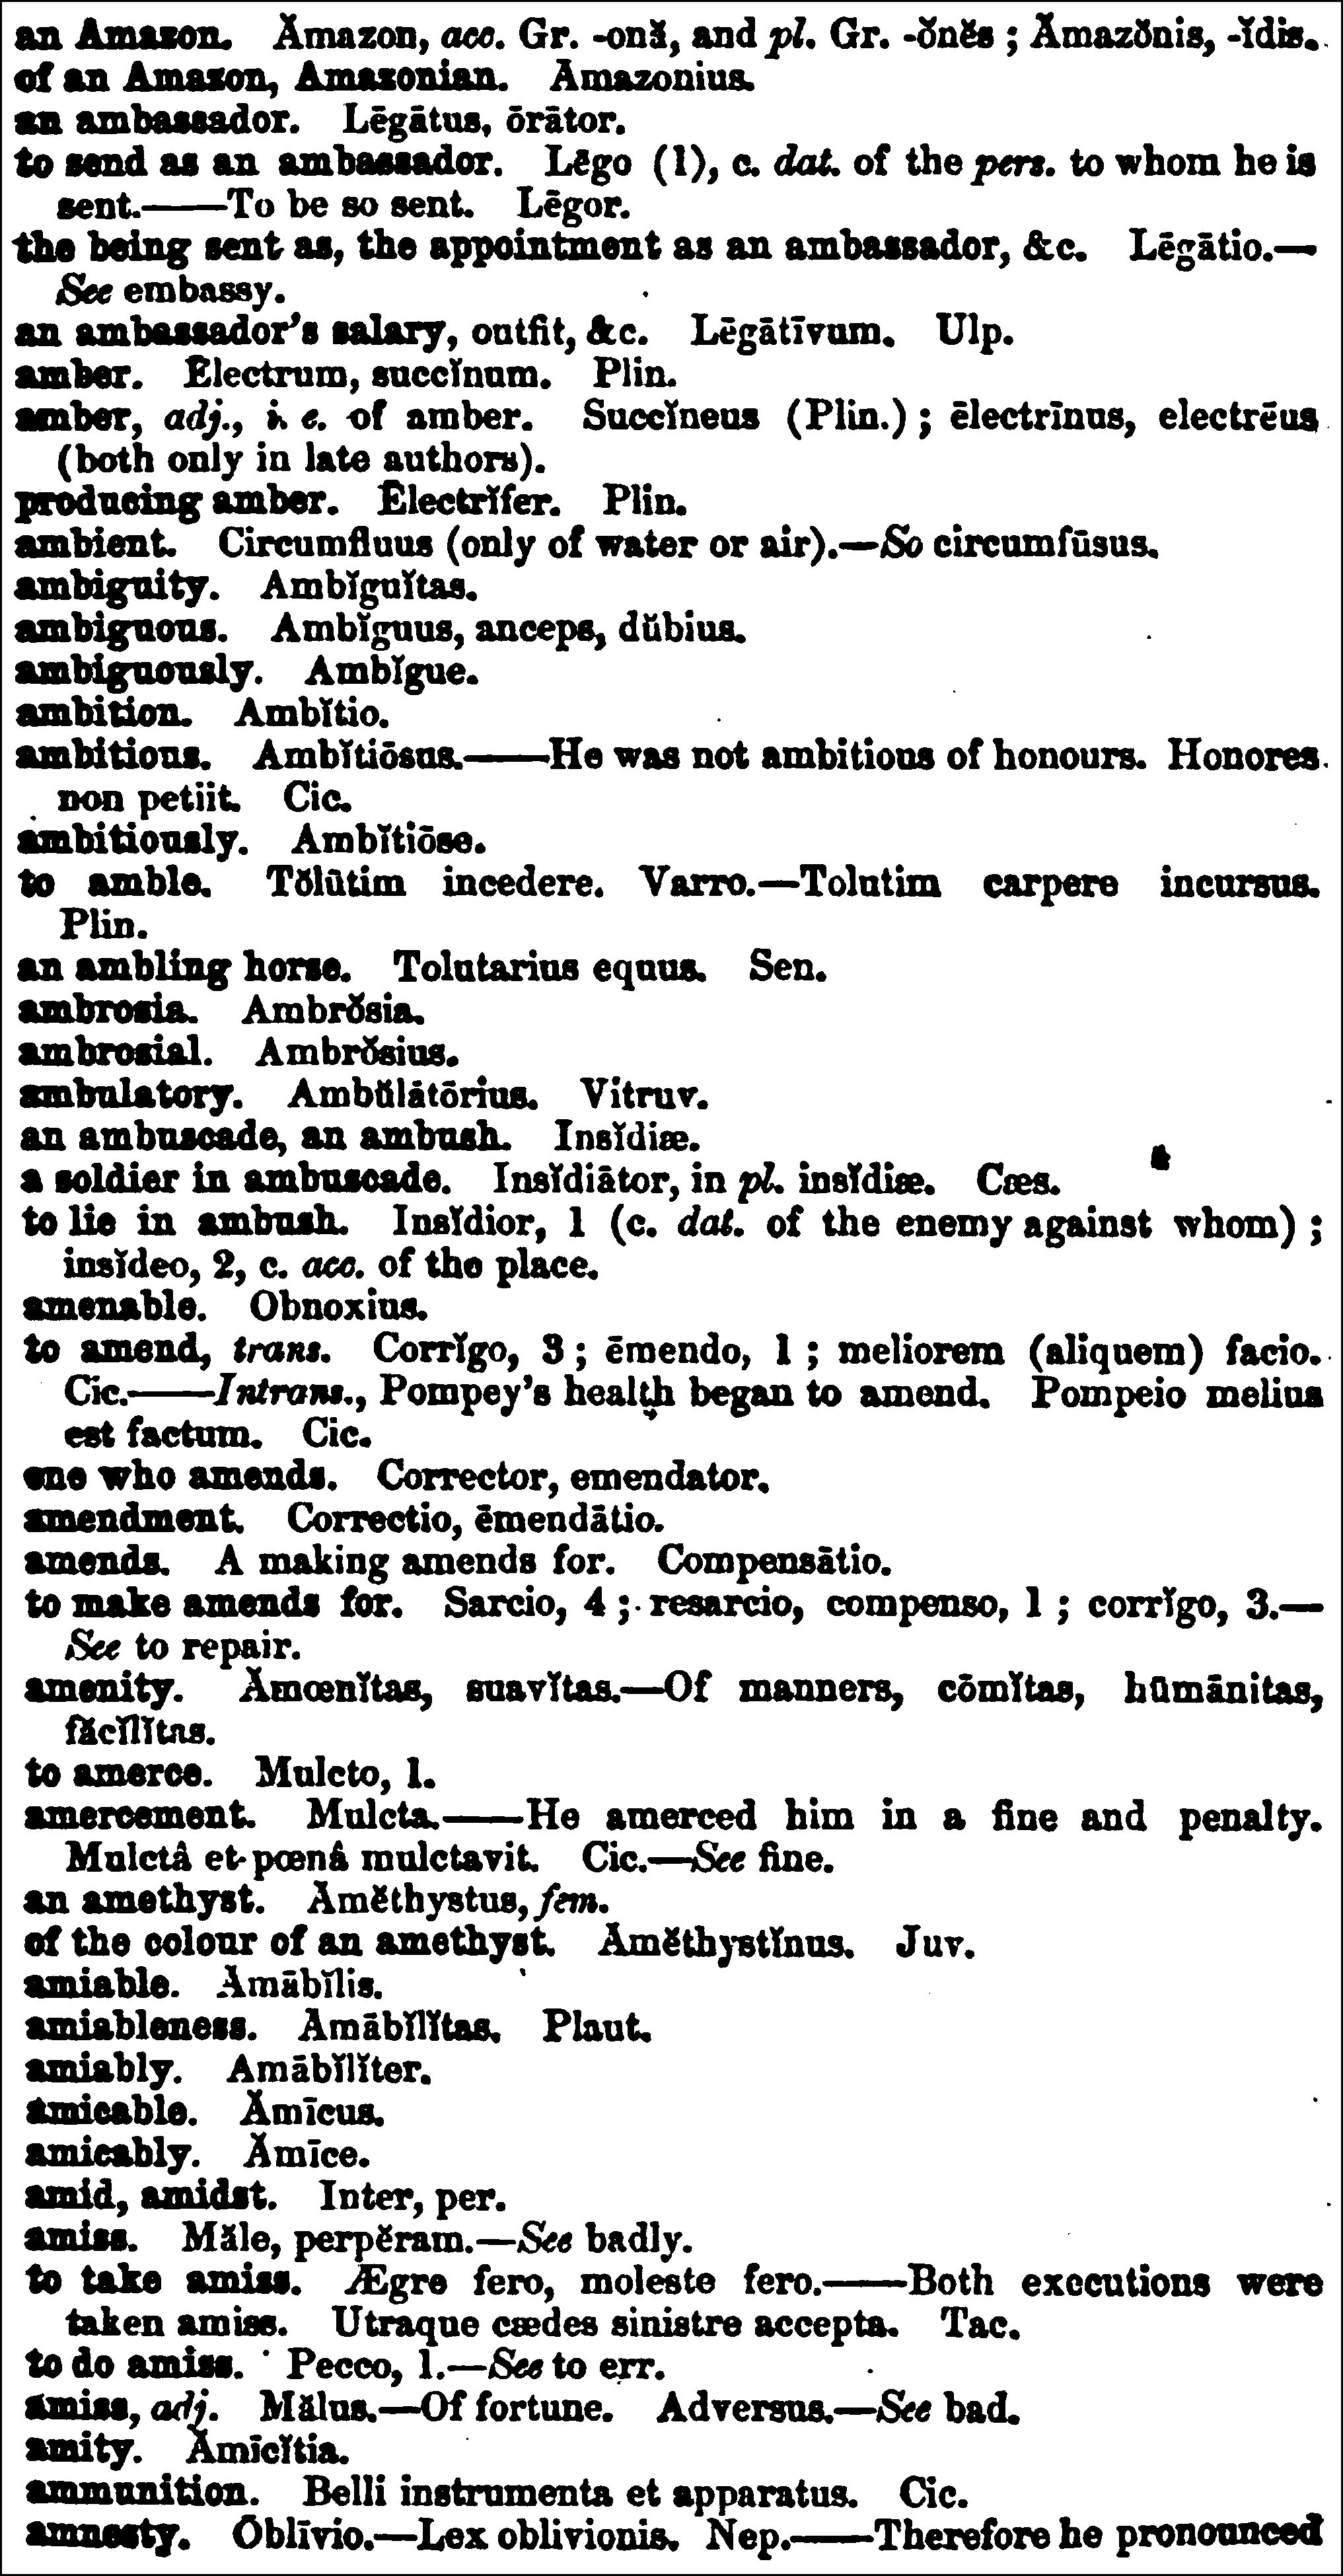 an Amazon. Ămazon, acc. Gr. -onă, and pl. Gr. -ŏnĕs ; Ămazŏnis, -ĭdis.
of an Amazon, Amazonian. Āmazonius.
an ambassador. Lēgātus, ōrātor.
to send as an ambassador. Lēgo (1), c. dat. of the pers. to whom he is
sent.——To be so sent. Lēgor.
the being sent as, the appointment as an ambassador, &c. Lēgātio.—
See embassy.
an ambassador's salary, outfit, &c. Lēgātīvum. Ulp.
amber. Ēlectrum, succĭnum. Plin.
amber, adj., i. e. of amber. Succĭneus (Plin.) ; ēlectrīnus, electrēus
(both only in late authors).
producing amber. Ēlectrĭfer. Plin.
ambient. Circumfluus (only of water or air).—So circumfūsus.
ambiguity. Ambĭguĭtas.
ambiguous. Ambĭguus, anceps, dŭbius.
ambiguously. Ambĭgue.
ambition. Ambĭtio.
ambitious. Ambĭtiōsus.——He was not ambitious of honours. Honores
non petiit. Cic.
ambitiously. Ambĭtiōse.
to amble. Tŏlūtim incedere. Varro.—Tolutim carpere incursus.
Plin.
an ambling horse. Tolutarius equus. Sen.
ambrosia. Ambrŏsia.
ambrosial. Ambrŏsius.
ambulatory. Ambŭlātōrius. Vitruv.
an ambuscade, an ambush. Insĭdiæ.
a soldier in ambuscade. Insĭdiātor, in pl. insĭdiæ. Cæs.
to lie in ambush. Insĭdior, 1 (c. dat. of the enemy against whom) ;
insĭdeo, 2, c. acc. of the place.
amenable. Obnoxius.
to amend, trans. Corrĭgo, 3 ; ēmendo, 1 ; meliorem (aliquem) facio.
Cic.——Intrans., Pompey's health began to amend. Pompeio melius
est factum. Cic.
one who amends. Corrector, emendator.
amendment. Correctio, ēmendātio.
amends. A making amends for. Compensātio.
to make amends for. Sarcio, 4 ; resarcio, compenso, 1 ; corrĭgo, 3.—
See to repair.
amenity. Ămœnĭtas, suavĭtas.—Of manners, cōmĭtas, hūmānitas,
făcĭlĭtas.
to amerce. Mulcto, 1.
amercement. Mulcta.——He amerced him in a fine and penalty.
Mulctâ et pœnâ mulctavit. Cic.—See fine.
an amethyst. Ămĕthystus, fem.
of the colour of an amethyst. Ămĕthystĭnus. Juv.
amiable. Ămābĭlis.
amiableness. Amābĭlĭtas. Plaut.
amiably. Amābĭlĭter.
amicable. Ămīcus.
amicably. Ămīce.
amid, amidst. Inter, per.
amiss. Măle, perpĕram.—See badly.
to take amiss. Ægre fero, moleste fero.——Both executions were
taken amiss. Utraque cædes sinistre accepta. Tac.
to do amiss. Pecco, 1.—See to err.
amiss, adj. Mălus.—Of fortune. Adversus.—See bad.
amity. Ămīcĭtia.
ammunition. Belli instrumenta et apparatus. Cic.
amnesty. Ōblīvio.—Lex oblivionis. Nep.——Therefore he pronounced